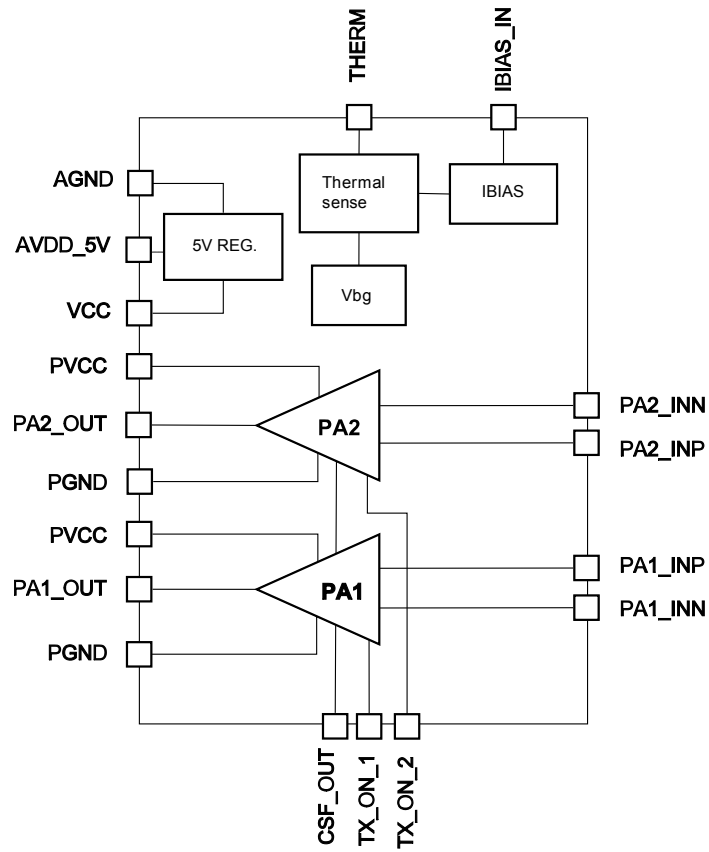 THERM
IBIAS_IN
AGND
AVDD_5V
VCC
5V REG.
Thermal
sense
IBIAS
Vbg
PVCC
PA2_OUT
PGND
PA2
PA2_INN
PA2_INP
PVCC
PA1_OUT
PGND
PA1
PA1_INP
PA1_INN
CSF_OUT
TX_ON_1
TX_ON_2